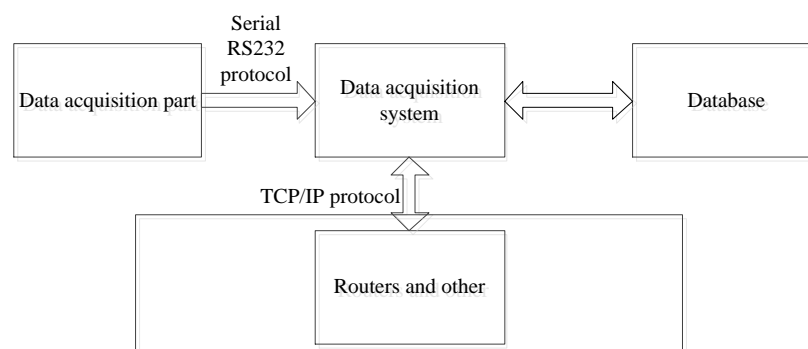 Serial
RS232
protocol
Data acquisition part
Data acquisition
system
Database
TCP/IP protocol
Routers and other